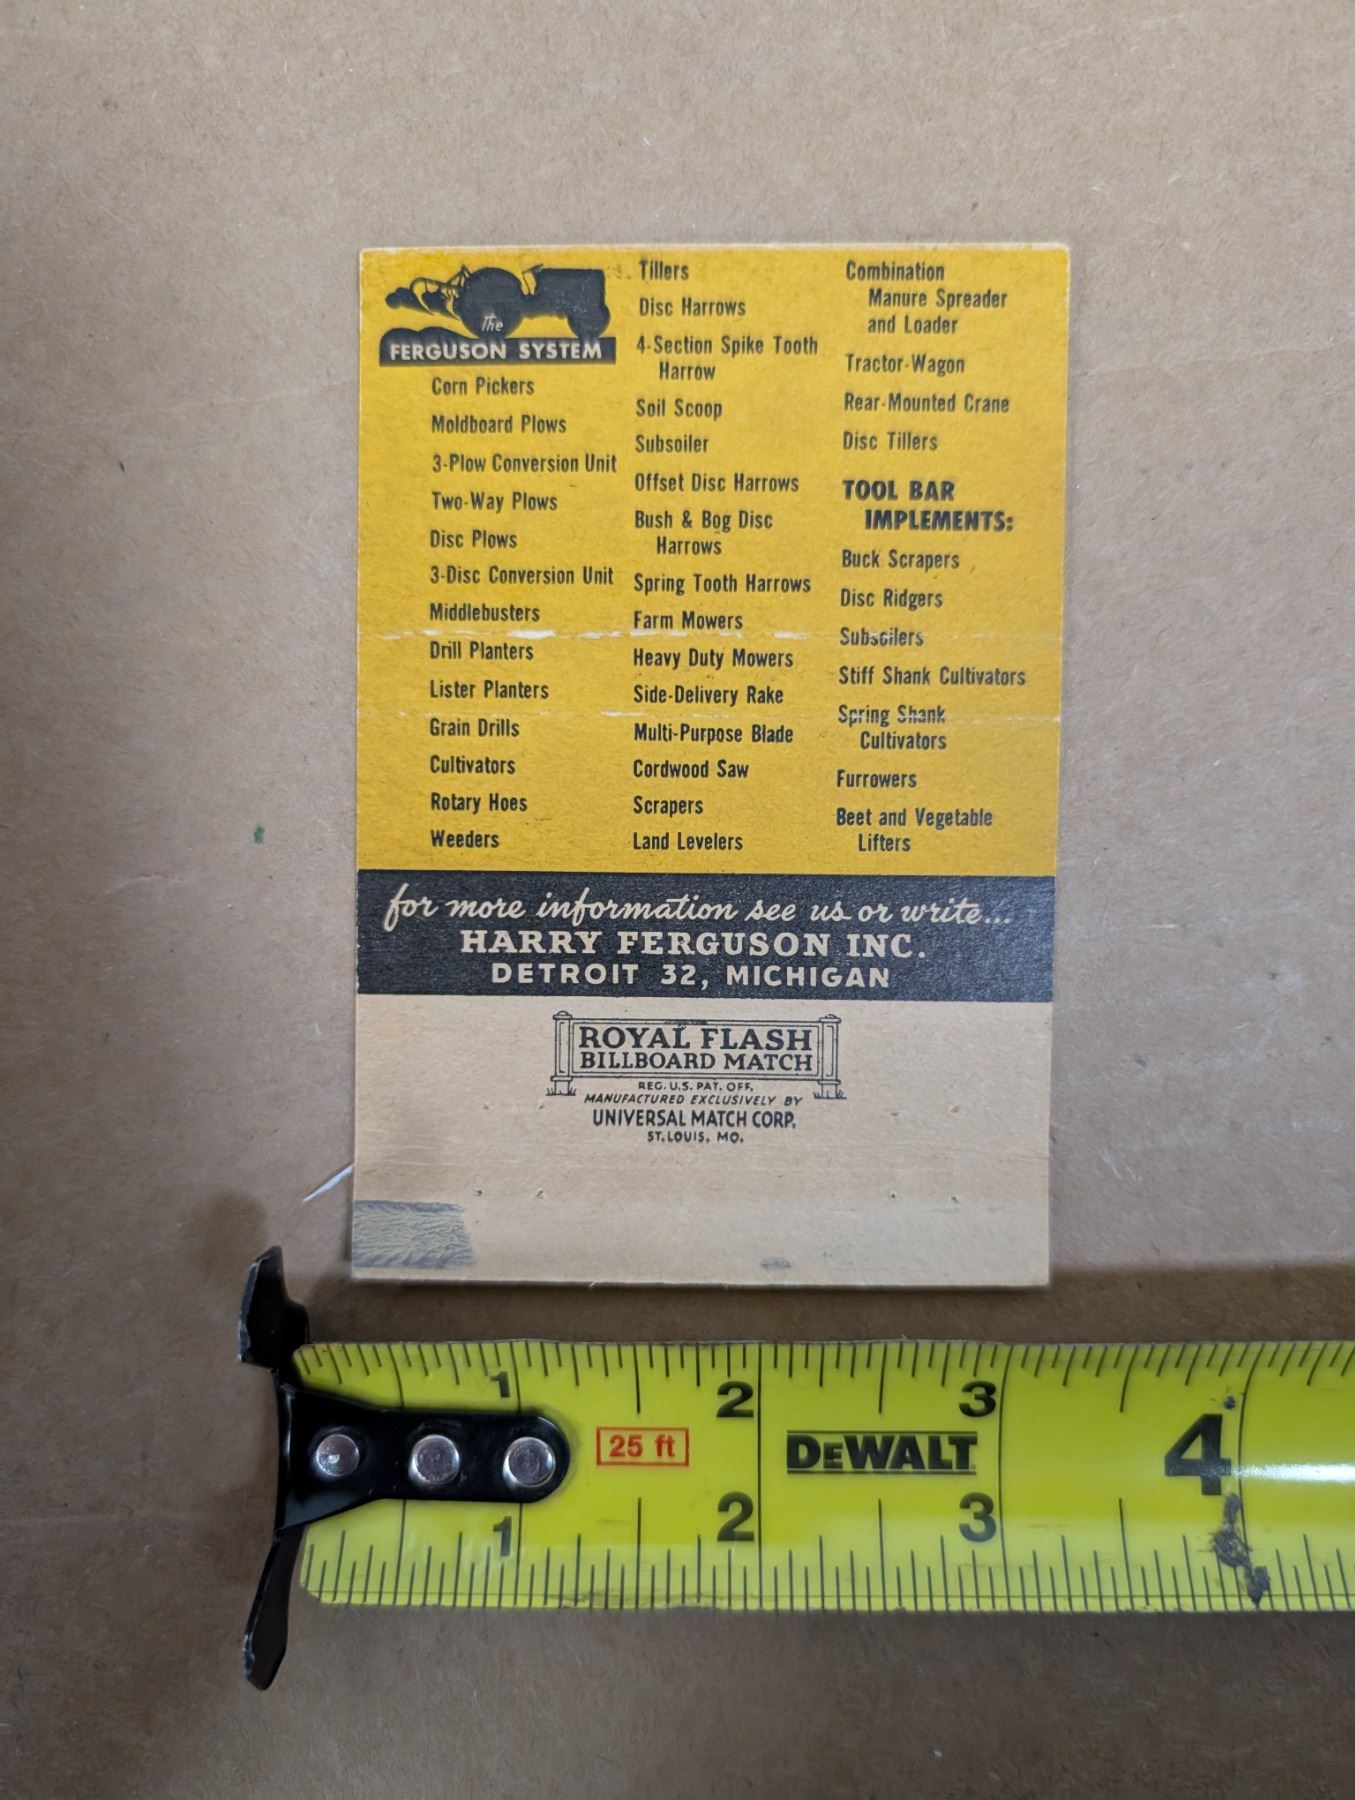 The
FERGUSON SYSTEM
Corn Pickers
Moldboard Plows
3-Plow Conversion Unit
Two-Way Plows
Disc Plows
3-Disc Conversion Unit
Middlebusters
Drill Planters
Lister Planters
Grain Drills
Cultivators
Rotary Hoes
Weeders
Tillers
Disc Harrows
4-Section Spike Tooth
Harrow
Soil Scoop
Subsoiler
Offset Disc Harrows
Bush & Bog Disc
Harrows
Spring Tooth Harrows
Farm Mowers
Heavy Duty Mowers
Side-Delivery Rake
Multi-Purpose Blade
Cordwood Saw
Scrapers
Land Levelers
Combination
Manure Spreader
and Loader
Tractor-Wagon
Rear-Mounted Crane
Disc Tillers
TOOL BAR
IMPLEMENTS:
Buck Scrapers
Disc Ridgers
Subsoilers
Stiff Shank Cultivators
Spring Shank
Cultivators
Furrowers
Beet and Vegetable
Lifters
for more information see us or write...
HARRY FERGUSON INC.
DETROIT 32, MICHIGAN
ROYAL FLASH
BILLBOARD MATCH
REG. U.S. PAT. OFF.
MANUFACTURED EXCLUSIVELY BY
UNIVERSAL MATCH CORP.
ST. LOUIS, MO.
1 2 3
25 ft DEWALT 4
1 2 3